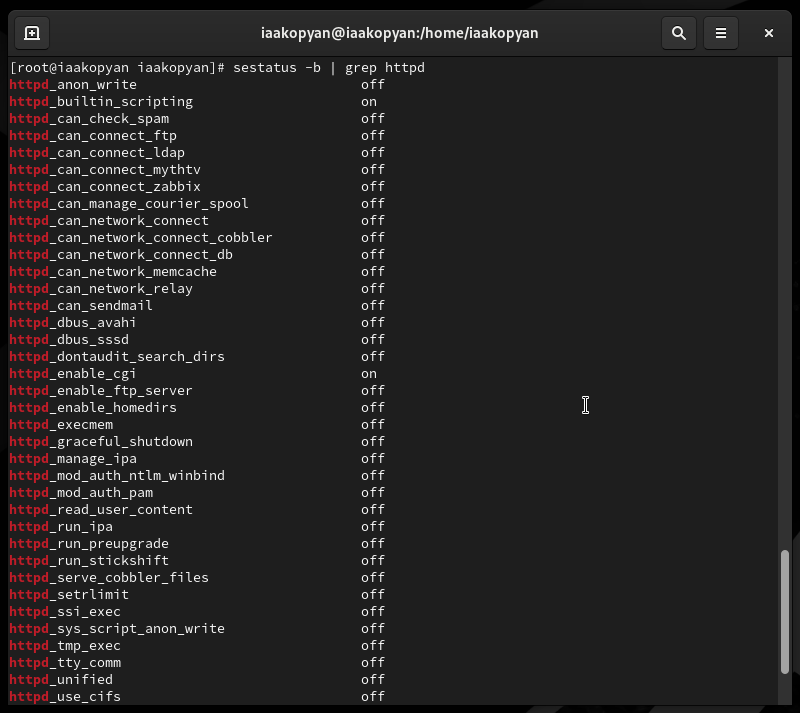 iaakopyan@iaakopyan:/home/iaakopyan
[root@iaakopyan iaakopyan]# sestatus -b | grep httpd
httpd_anon_write                            off
httpd_builtin_scripting                     on
httpd_can_check_spam                        off
httpd_can_connect_ftp                       off
httpd_can_connect_ldap                      off
httpd_can_connect_mythtv                    off
httpd_can_connect_zabbix                    off
httpd_can_manage_courier_spool              off
httpd_can_network_connect                   off
httpd_can_network_connect_cobbler           off
httpd_can_network_connect_db                off
httpd_can_network_memcache                  off
httpd_can_network_relay                     off
httpd_can_sendmail                          off
httpd_dbus_avahi                            off
httpd_dbus_sssd                             off
httpd_dontaudit_search_dirs                 off
httpd_enable_cgi                            on
httpd_enable_ftp_server                     off
httpd_enable_homedirs                       off
httpd_execmem                               off
httpd_graceful_shutdown                     off
httpd_manage_ipa                            off
httpd_mod_auth_ntlm_winbind                 off
httpd_mod_auth_pam                          off
httpd_read_user_content                     off
httpd_run_ipa                               off
httpd_run_preupgrade                        off
httpd_run_stickshift                        off
httpd_serve_cobbler_files                   off
httpd_setrlimit                             off
httpd_ssi_exec                              off
httpd_sys_script_anon_write                 off
httpd_tmp_exec                              off
httpd_tty_comm                              off
httpd_unified                               off
httpd_use_cifs                              off